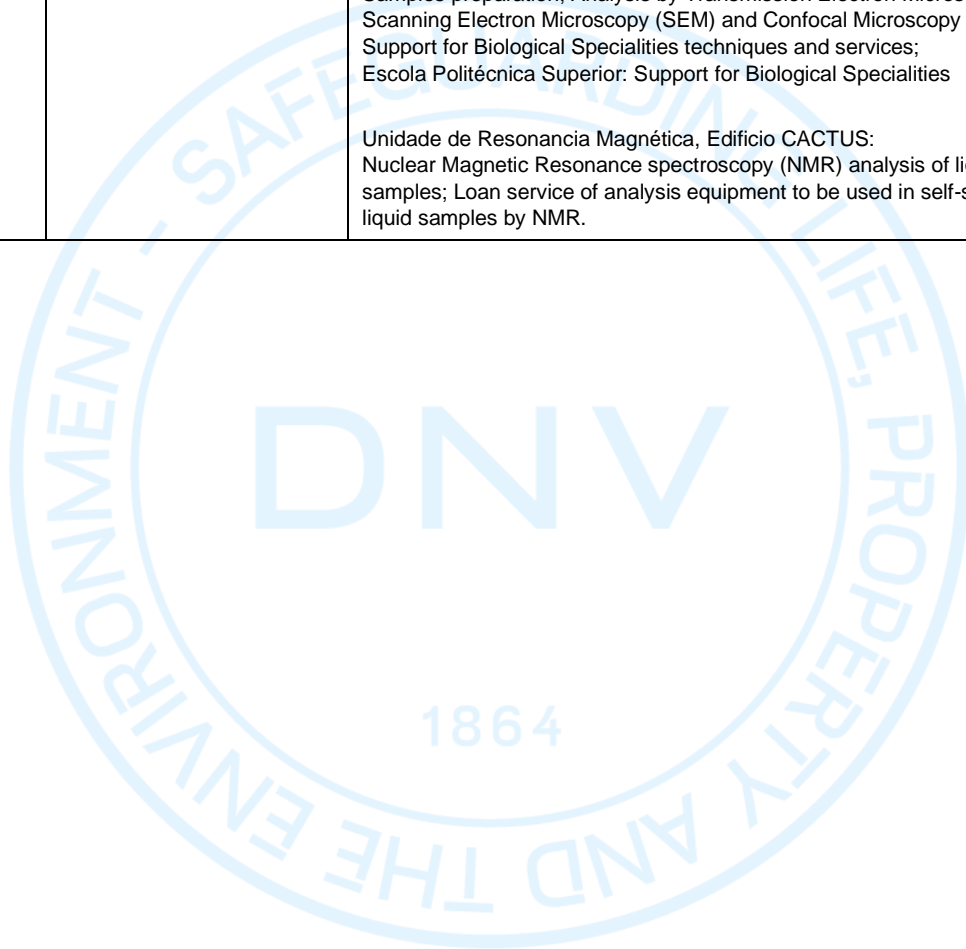 Scanning Electron Microscopy (SEM) and Confocal Microscopy
Support for Biological Specialities techniques and services;
Escola Politécnica Superior: Support for Biological Specialities
Unidade de Resonancia Magnética, Edificio CACTUS:
Nuclear Magnetic Resonance spectroscopy (NMR) analysis of
samples; Loan service of analysis equipment to be used in
liquid samples by NMR.
SAFEGUARDING LIFE, PROPERTY AND THE ENVIRONMENT -
DNV
1864